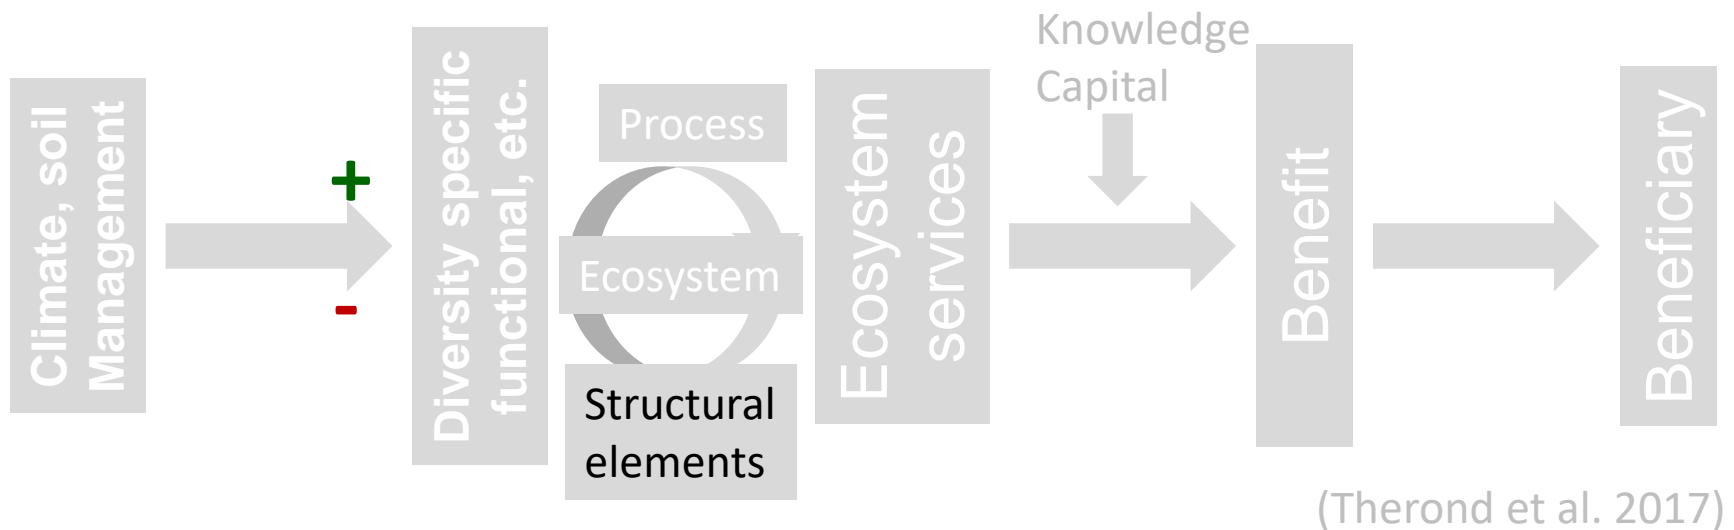 Climate, soil
Management
+
-
Diversity specific
functional, etc.
Process
Ecosystem
Structural
elements
Ecosystem
services
Knowledge
Capital
Benefit
Beneficiary
(Therond et al. 2017)